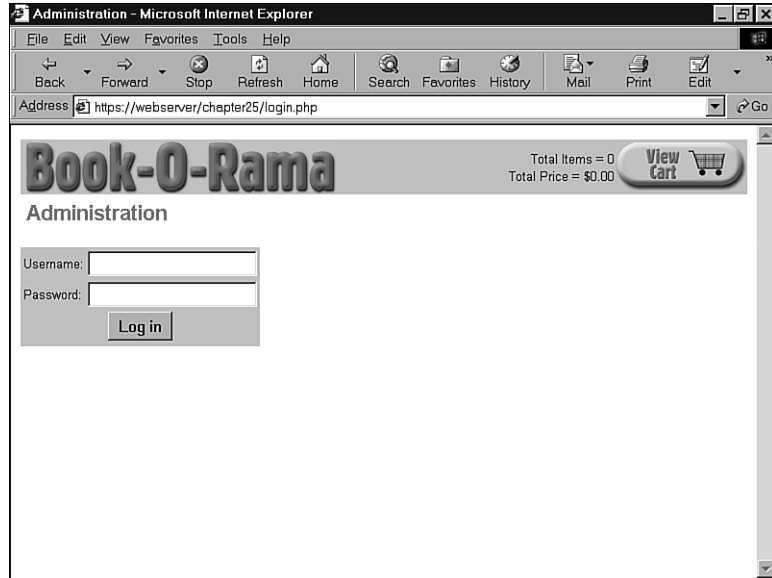 Administration - Microsoft Internet Explorer
File Edit View Favorites Tools Help
Back Forward Stop Refresh Home Search Favorites History Mail Print Edit »
Address https://webserver/chapter25/login.php Go
Book-O-Rama
Total Items = 0
Total Price = $0.00
View
Cart
Administration
Username:
Password:
Log in